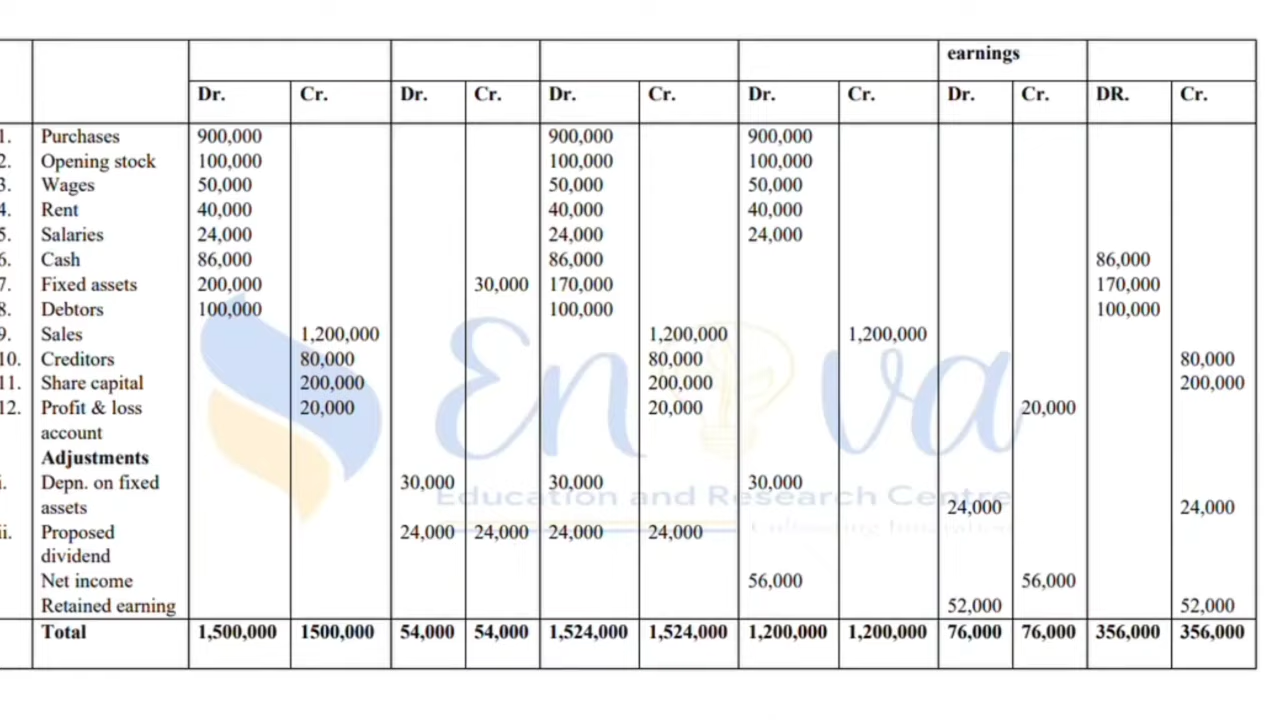 earnings
Dr. Cr. Dr. Cr. Dr. Cr. Dr. Cr. Dr. Cr. DR. Cr.
1. Purchases 900,000 900,000 900,000
2. Opening stock 100,000 100,000 100,000
3. Wages 50,000 50,000 50,000
4. Rent 40,000 40,000 40,000
5. Salaries 24,000 24,000 24,000
6. Cash 86,000 86,000 86,000
7. Fixed assets 200,000 30,000 170,000 170,000
8. Debtors 100,000 100,000 100,000
9. Sales 1,200,000 1,200,000 1,200,000
10. Creditors 80,000 80,000 80,000
11. Share capital 200,000 200,000 200,000
12. Profit & loss 20,000 20,000 20,000
account
Adjustments
i. Depn. on fixed 30,000 30,000 30,000
assets 24,000 24,000
ii. Proposed 24,000 24,000 24,000 24,000
dividend
Net income 56,000 56,000
Retained earning 52,000 52,000
Total 1,500,000 1500,000 54,000 54,000 1,524,000 1,524,000 1,200,000 1,200,000 76,000 76,000 356,000 356,000
Enova
Education and Research Centre